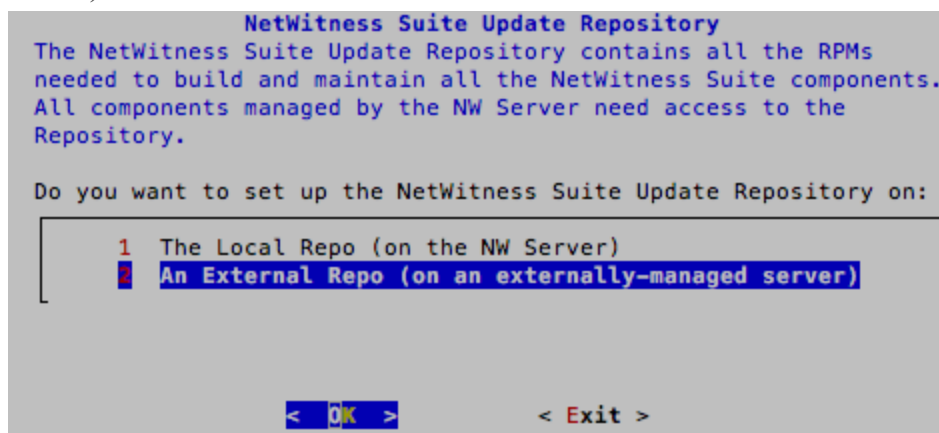 NetWitness Suite Update Repository
The NetWitness Suite Update Repository contains all the RPMs
needed to build and maintain all the NetWitness Suite components.
All components managed by the NW Server need access to the
Repository.
Do you want to set up the NetWitness Suite Update Repository on:
1 The Local Repo (on the NW Server)
2 An External Repo (on an externally-managed server)
< OK > < Exit >